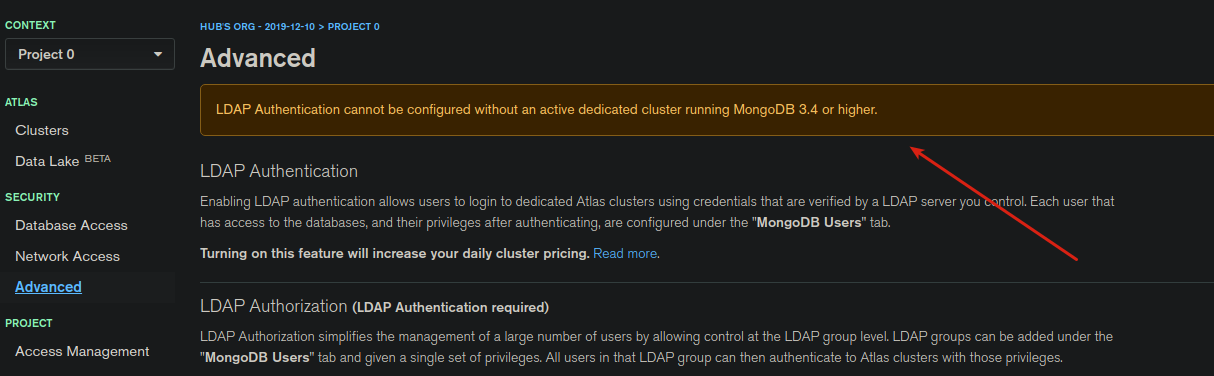 CONTEXT
Project 0
ATLAS
Clusters
Data Lake BETA
SECURITY
Database Access
Network Access
Advanced
PROJECT
Access Management
HUB'S ORG - 2019-12-10 > PROJECT 0
Advanced
LDAP Authentication cannot be configured without an active dedicated cluster running MongoDB 3.4 or higher.
LDAP Authentication
Enabling LDAP authentication allows users to login to dedicated Atlas clusters using credentials that are verified by a LDAP server you control. Each user that
has access to the databases, and their privileges after authenticating, are configured under the "MongoDB Users" tab.
Turning on this feature will increase your daily cluster pricing. Read more.
LDAP Authorization (LDAP Authentication required)
LDAP Authorization simplifies the management of a large number of users by allowing control at the LDAP group level. LDAP groups can be added under the
"MongoDB Users" tab and given a single set of privileges. All users in that LDAP group can then authenticate to Atlas clusters with those privileges.